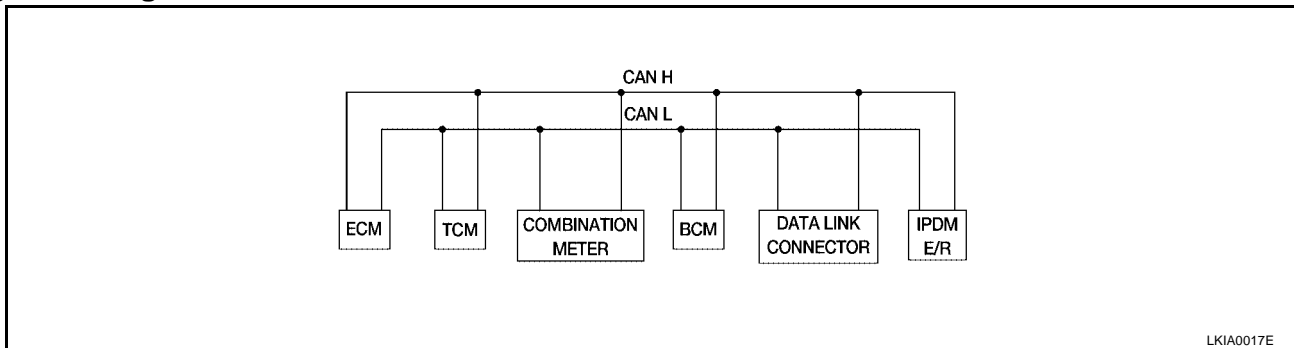 CAN H
CAN L
ECM
TCM
COMBINATION
METER
BCM
DATA LINK
CONNECTOR
IPDM
E/R
LKIA0017E